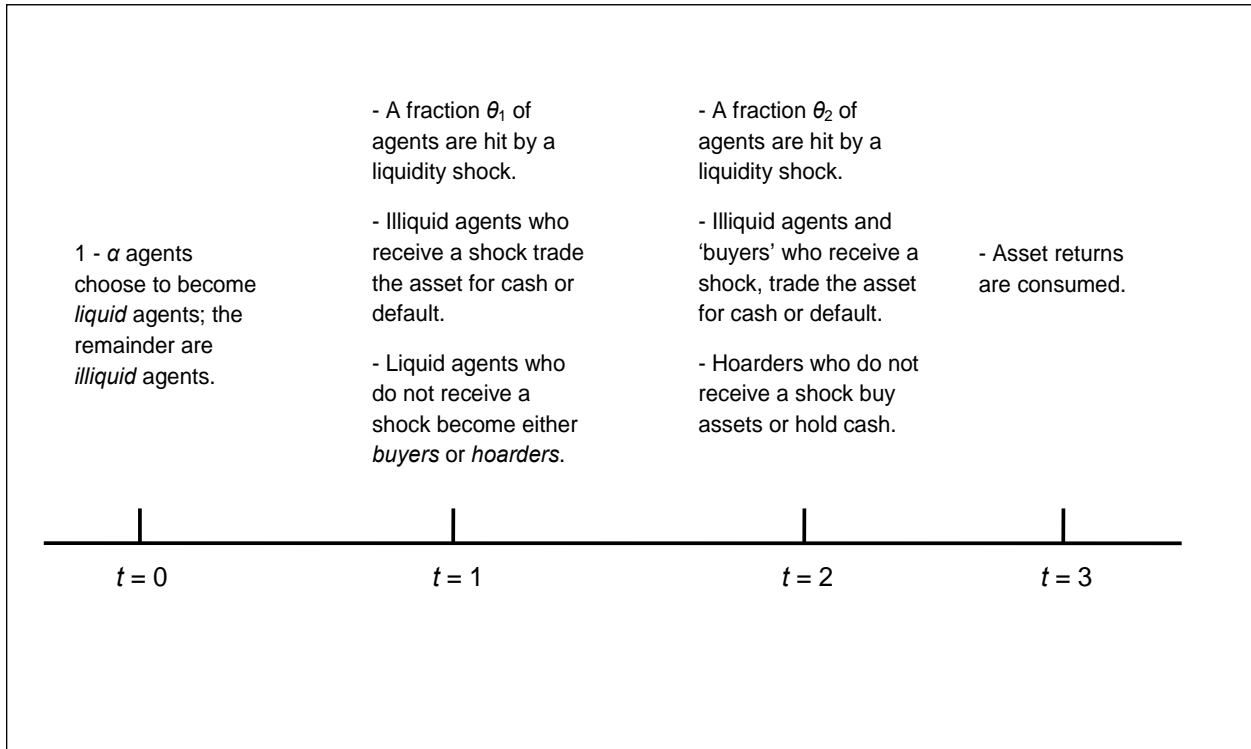 1 - α agents
choose to become
liquid agents; the
remainder are
illiquid agents.
- A fraction θ1 of
agents are hit by a
liquidity shock.
- Illiquid agents who
receive a shock trade
the asset for cash or
default.
- Liquid agents who
do not receive a
shock become either
buyers or hoarders.
- A fraction θ2 of
agents are hit by a
liquidity shock.
- Illiquid agents and
‘buyers’ who receive a
shock, trade the asset
for cash or default.
- Hoarders who do not
receive a shock buy
assets or hold cash.
- Asset returns
are consumed.
t = 0
t = 1
t = 2
t = 3